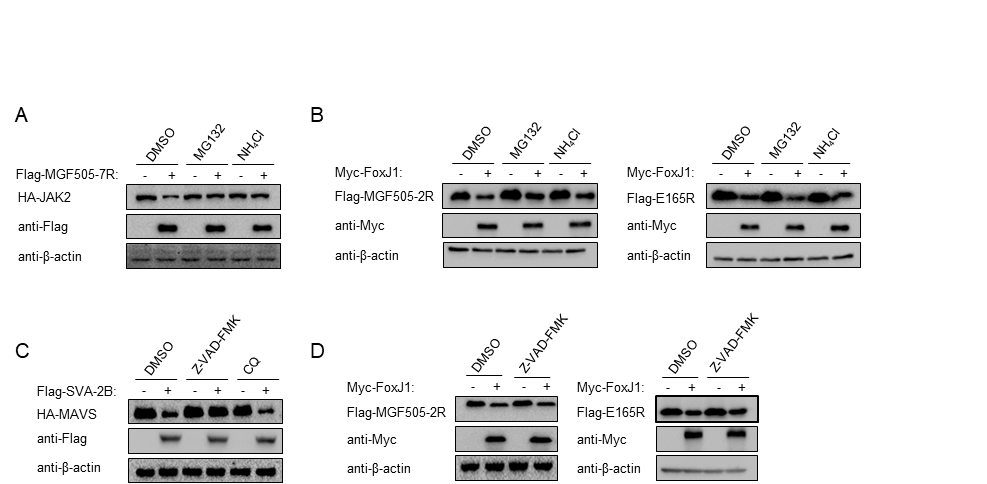 A
DMSO MG132 NH₄Cl
Flag-MGF505-7R: - + - + - +
HA-JAK2
anti-Flag
anti-β-actin
B
DMSO MG132 NH₄Cl
Myc-FoxJ1: - + - + - +
Flag-MGF505-2R
anti-Myc
anti-β-actin
DMSO MG132 NH₄Cl
Myc-FoxJ1: - + - + - +
Flag-E165R
anti-Myc
anti-β-actin
C
DMSO Z-VAD-FMK CQ
Flag-SVA-2B: - + - + - +
HA-MAVS
anti-Flag
anti-β-actin
D
DMSO Z-VAD-FMK
Myc-FoxJ1: - + - +
Flag-MGF505-2R
anti-Myc
anti-β-actin
DMSO Z-VAD-FMK
Myc-FoxJ1: - + - +
Flag-E165R
anti-Myc
anti-β-actin